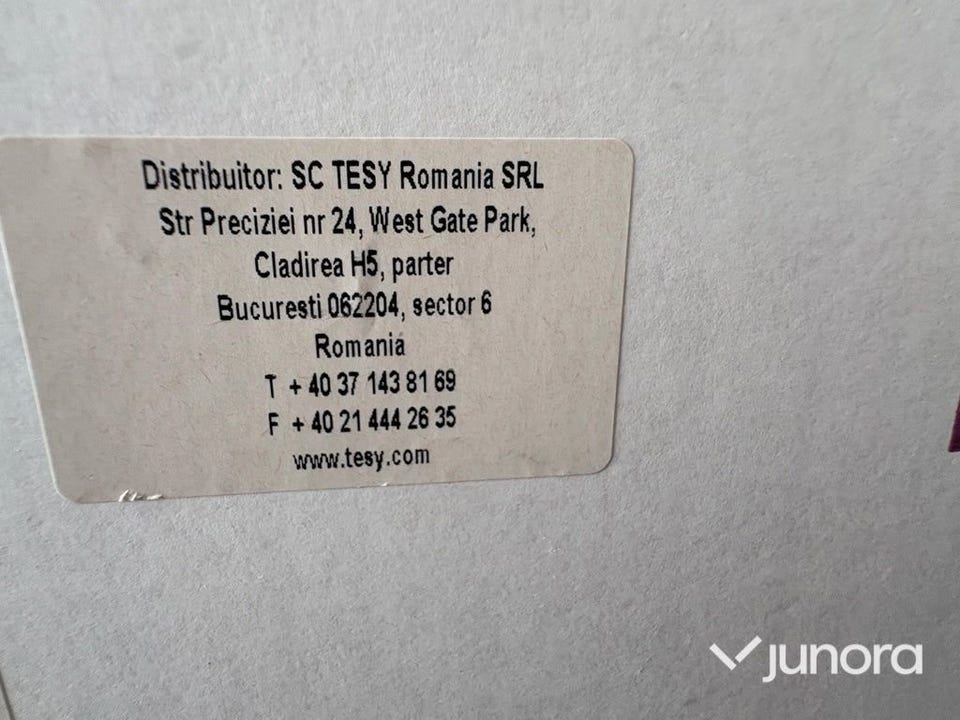 Distribuitor: SC TESY Romania SRL
Str Preciziei nr 24, West Gate Park,
Cladirea H5, parter
Bucuresti 062204, sector 6
Romania
T + 40 37 143 81 69
F + 40 21 444 26 35
www.tesy.com
junora